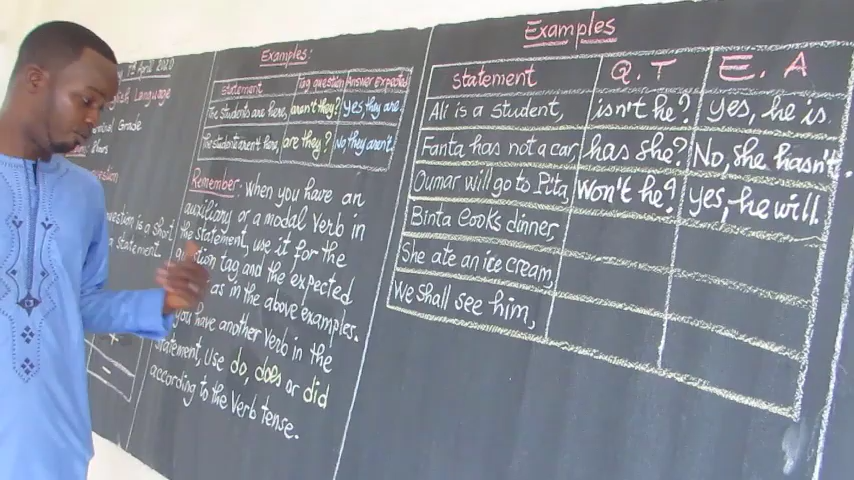 7th April 2020
English Language
Grade
question
question is a short
a statement.
+
-
Examples:
Statement Tag question Answer expected
The students are here, aren't they? yes, they are.
The students aren't here, are they? No, they aren't.
Remember: When you have an
auxiliary or a modal verb in
the statement, use it for the
tag and the expected
as in the above examples.
you have another verb in the
statement, use do, does or did
according to the verb tense.
Examples
Statement Q. T E. A
Ali is a student, isn't he? yes, he is.
Fanta has not a car, has she? No, she hasn't.
Oumar will go to Pita, Won't he? yes, he will.
Binta cooks dinner,
She ate an ice cream,
We shall see him,